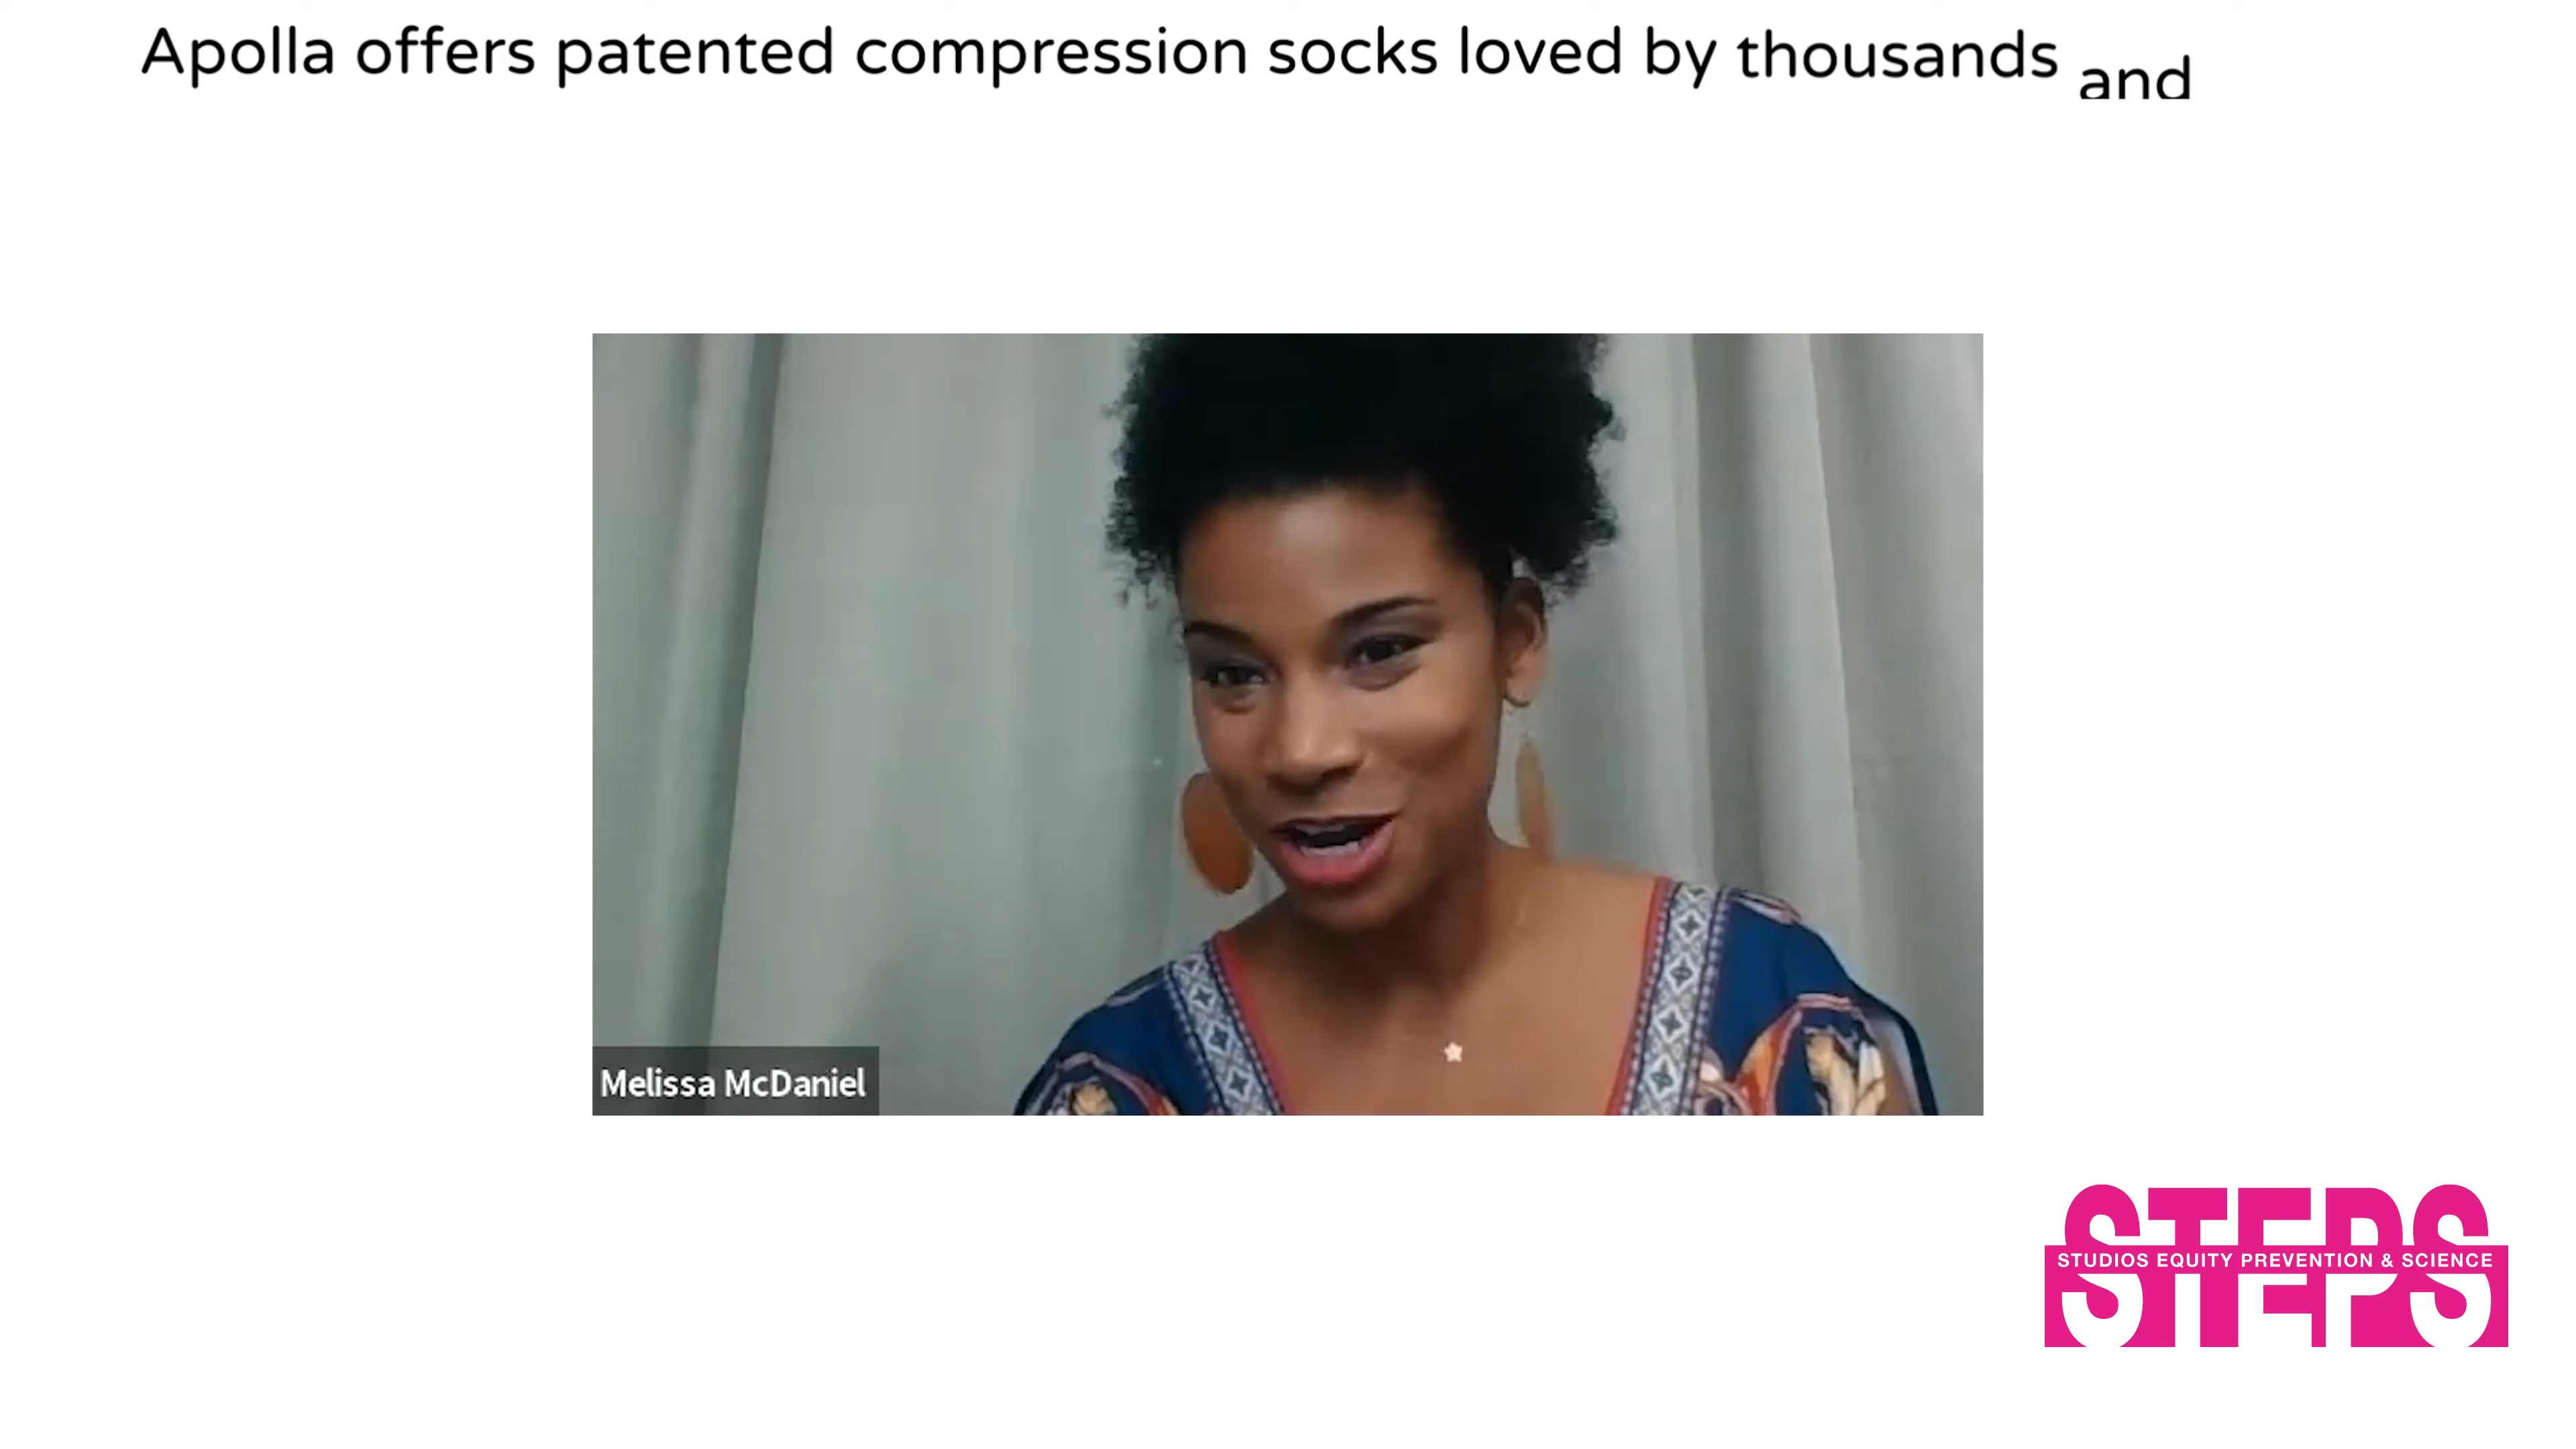 Apolla offers patented compression socks loved by thousands and
Melissa McDaniel
STEPS
STUDIOS EQUITY PREVENTION & SCIENCE